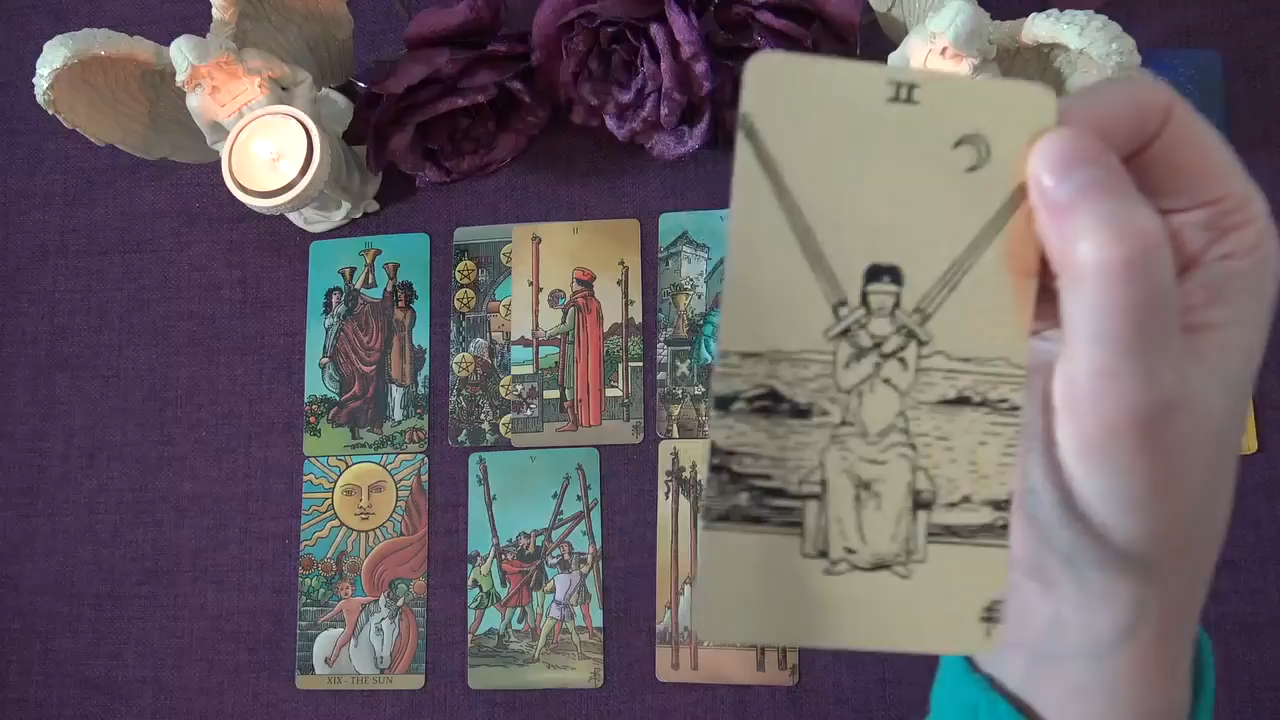 II
III
II
V
V
XIX - THE SUN